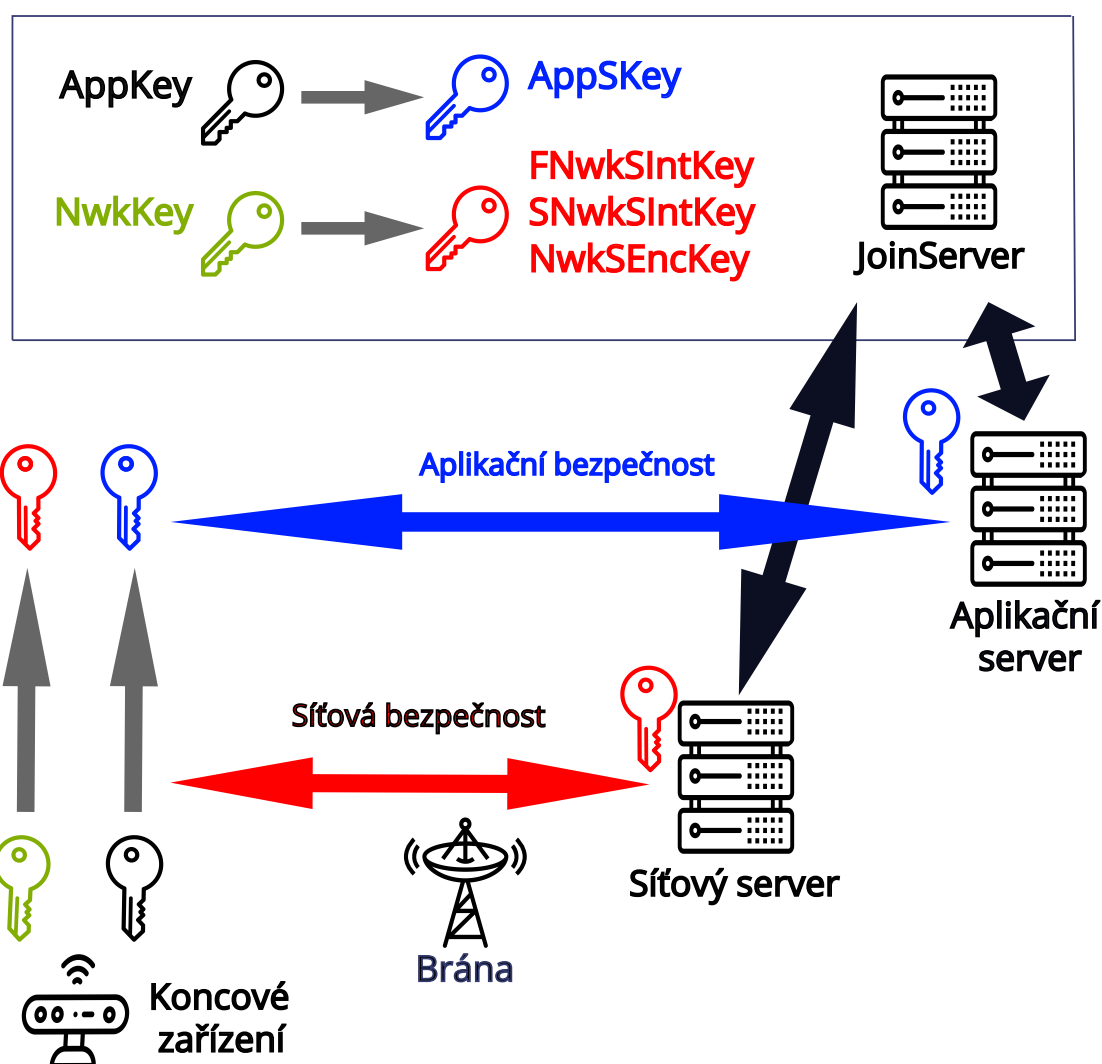 AppKey
AppSKey
FNwkSIntKey
NwkKey
SNwkSIntKey
NwkSEncKey
JoinServer
Aplikační bezpečnost
Aplikační
server
Síťová bezpečnost
Síťový server
Brána
Koncové
zařízení